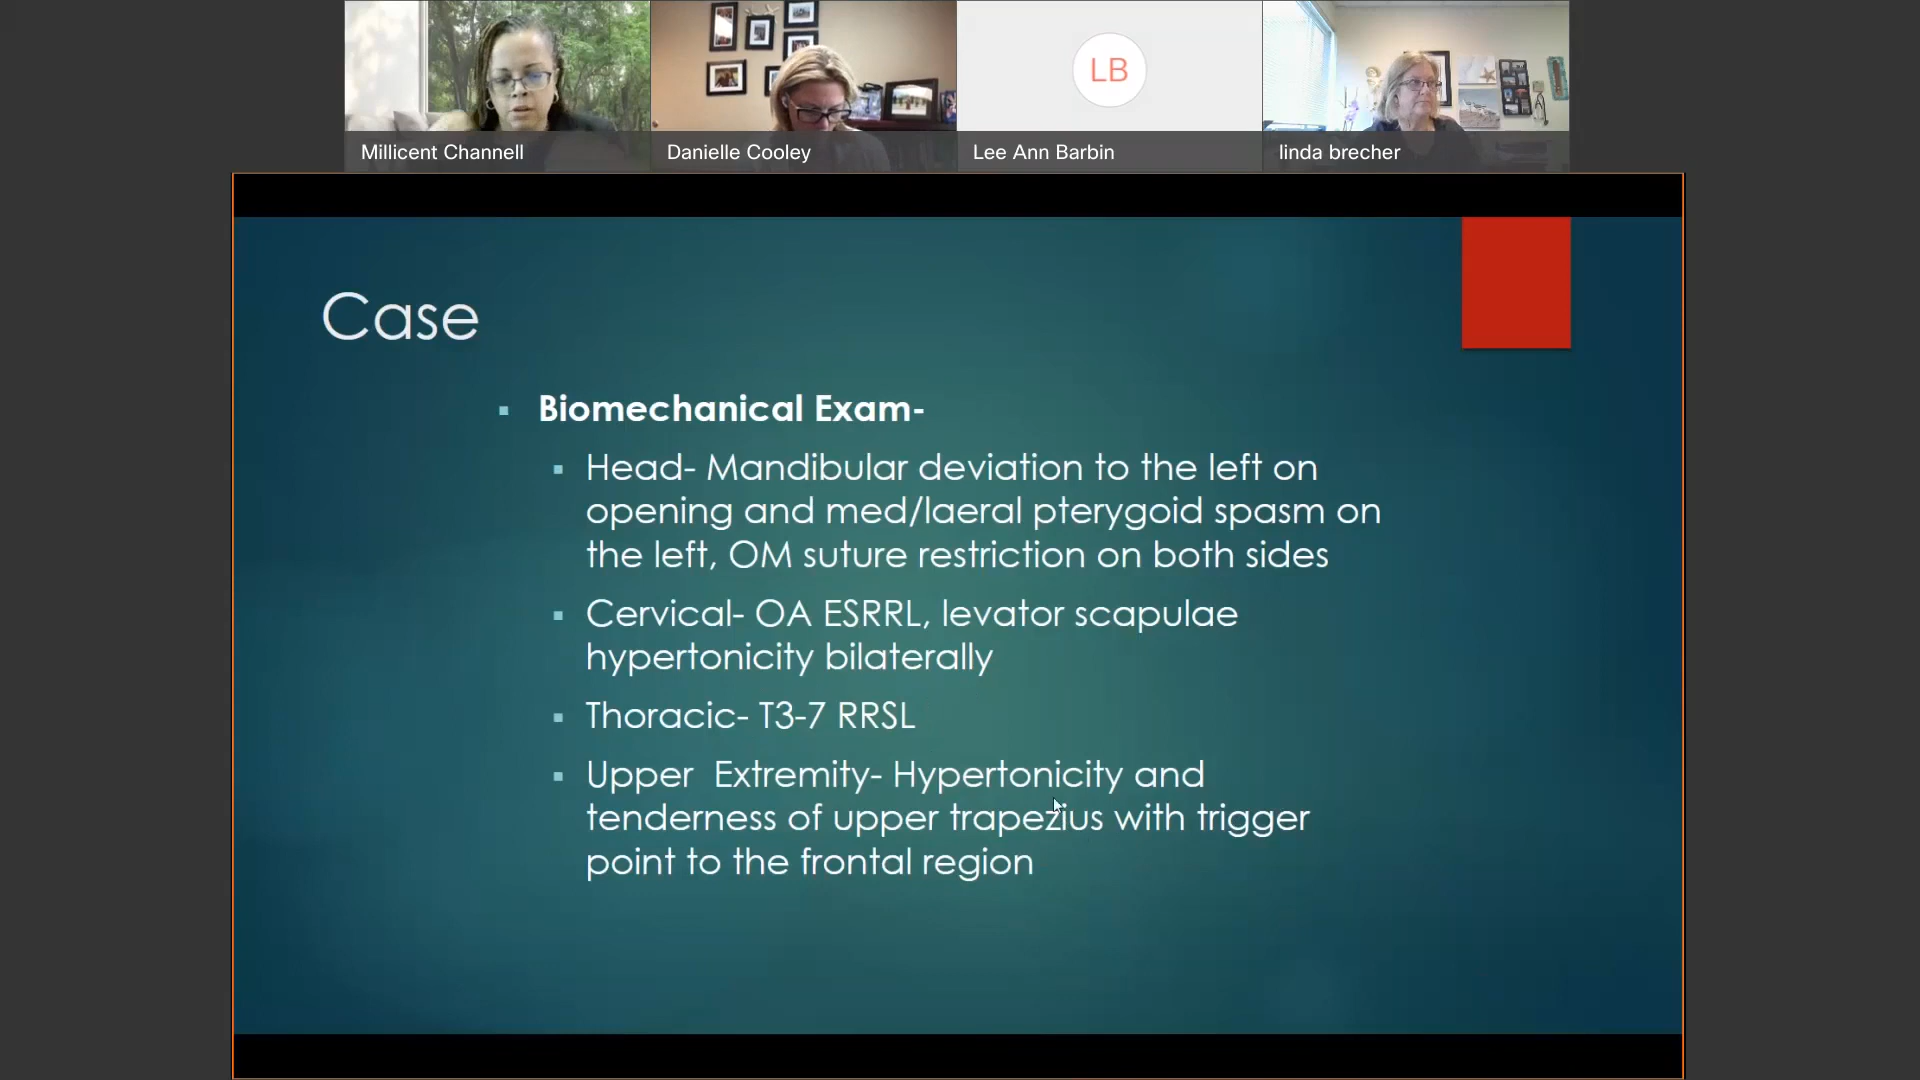 Millicent Channell
Danielle Cooley
LB
Lee Ann Barbin
linda brecher
Case
Biomechanical Exam-
Head- Mandibular deviation to the left on
opening and med/laeral pterygoid spasm on
the left, OM suture restriction on both sides
Cervical- OA ESRRL, levator scapulae
hypertonicity bilaterally
Thoracic- T3-7 RRSL
Upper  Extremity- Hypertonicity and
tenderness of upper trapezius with trigger
point to the frontal region